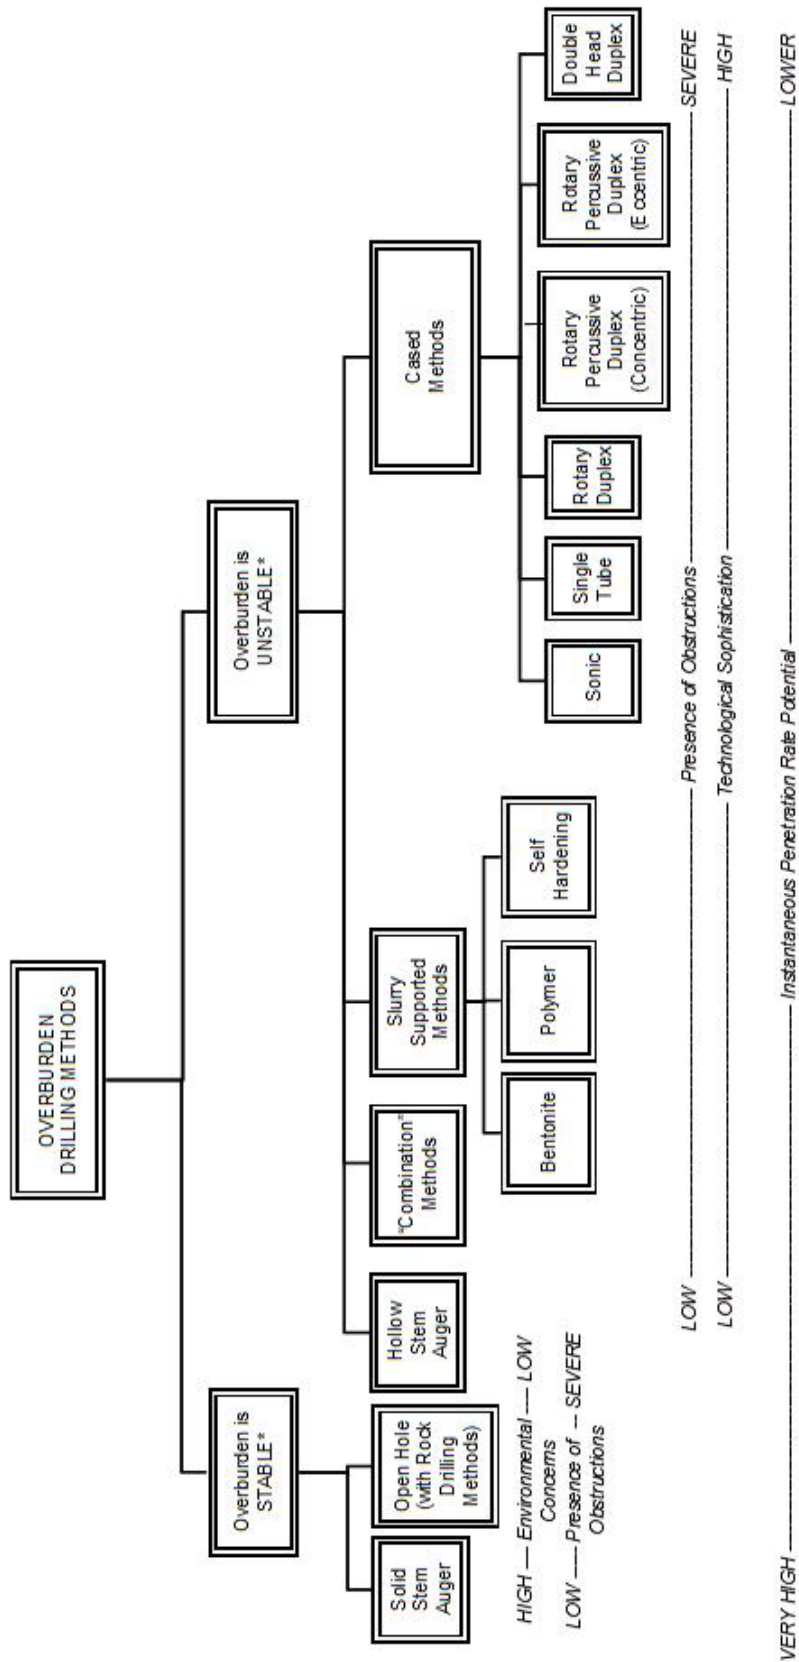 OVERBURDEN
DRILLING METHODS
Overburden is
STABLE*
Overburden is
UNSTABLE*
Solid
Stem
Auger
Open Hole
(with Rock
Drilling
Methods)
Hollow
Stem
Auger
"Combination"
Methods
Slurry
Supported
Methods
Cased
Methods
Bentonite
Polymer
Self
Hardening
Sonic
Single
Tube
Rotary
Duplex
Rotary
Percussive
Duplex
(Concentric)
Rotary
Percussive
Duplex
(E ccentric)
Double
Head
Duplex
HIGH --- Environmental ---- LOW
Concerns
LOW ---- Presence of -- SEVERE
Obstructions
LOW ---- Presence of Obstructions ---- SEVERE
LOW ---- Technological Sophistication ---- HIGH
VERY HIGH ---- Instantaneous Penetration Rate Potential ---- LOWER